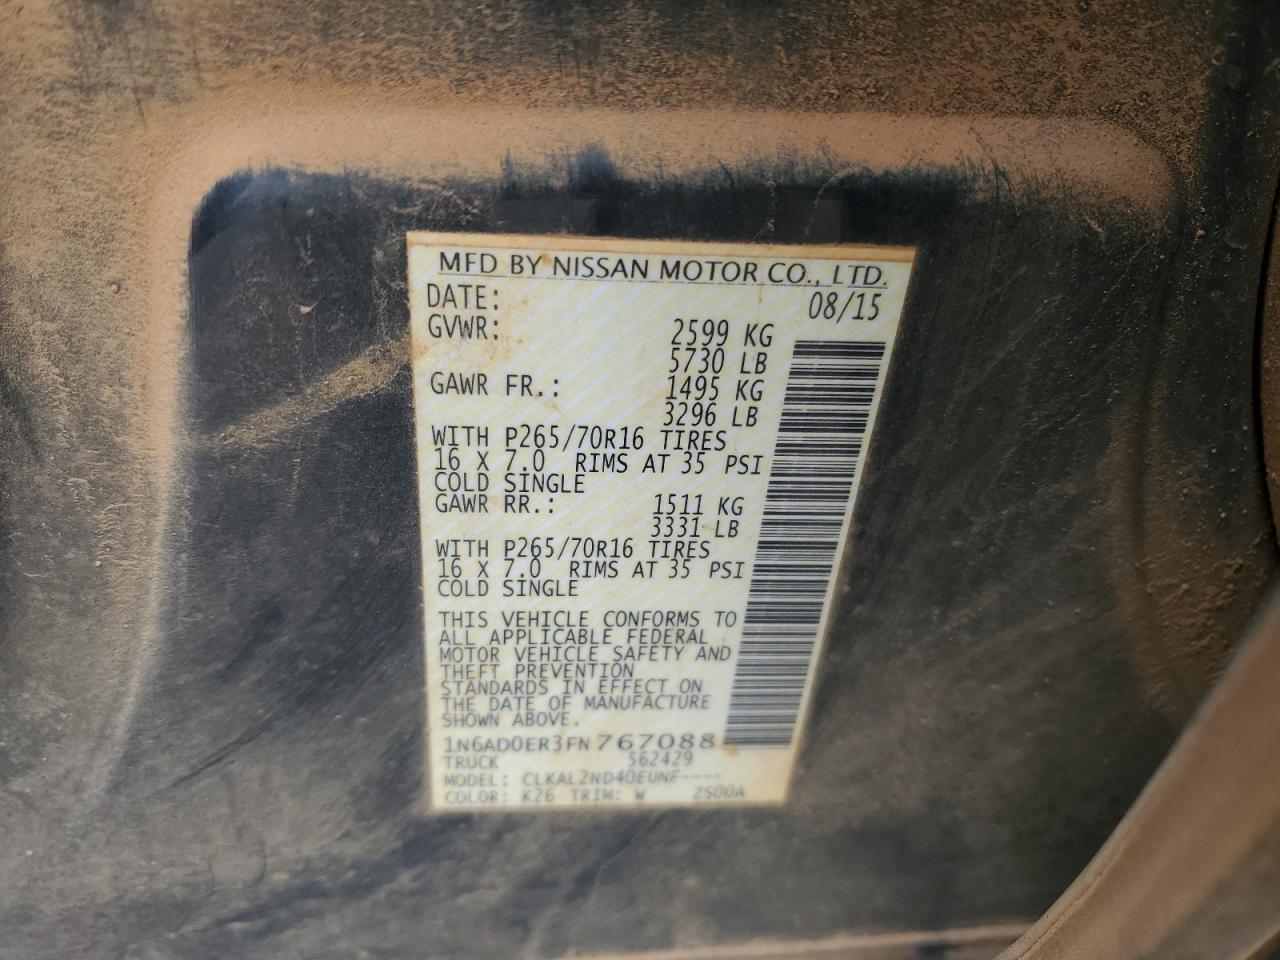 MFD BY NISSAN MOTOR CO., LTD.
DATE: 08/15
GVWR: 2599 KG
5730 LB
GAWR FR.: 1495 KG
3296 LB
WITH P265/70R16 TIRES
16 X 7.0 RIMS AT 35 PSI
COLD SINGLE
GAWR RR.: 1511 KG
3331 LB
WITH P265/70R16 TIRES
16 X 7.0 RIMS AT 35 PSI
COLD SINGLE
THIS VEHICLE CONFORMS TO
ALL APPLICABLE FEDERAL
MOTOR VEHICLE SAFETY AND
THEFT PREVENTION
STANDARDS IN EFFECT ON
THE DATE OF MANUFACTURE
SHOWN ABOVE.
1N6AD0ER3FN767088
TRUCK 562429
MODEL: CLKAL2ND40EUNF----
COLOR: K26 TRIM: W ZS00A